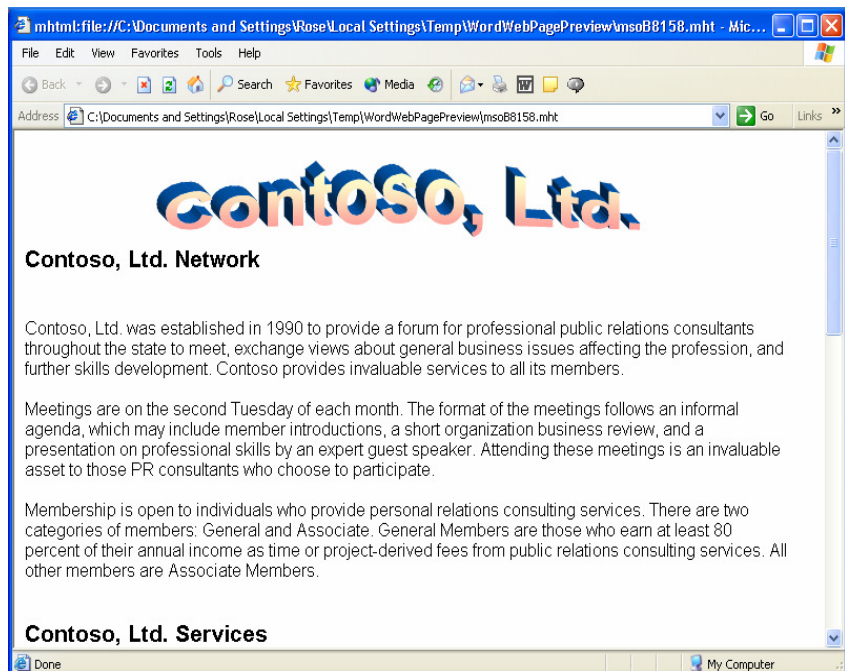 mhtml:file://C:\Documents and Settings\Rose\Local Settings\Temp\WordWebPagePreview\msoB8158.mht - Mic...
File Edit View Favorites Tools Help
Back Search Favorites Media
Address C:\Documents and Settings\Rose\Local Settings\Temp\WordWebPagePreview\msoB8158.mht Go Links »
Contoso, Ltd.
Contoso, Ltd. Network
Contoso, Ltd. was established in 1990 to provide a forum for professional public relations consultants
throughout the state to meet, exchange views about general business issues affecting the profession, and
further skills development. Contoso provides invaluable services to all its members.
Meetings are on the second Tuesday of each month. The format of the meetings follows an informal
agenda, which may include member introductions, a short organization business review, and a
presentation on professional skills by an expert guest speaker. Attending these meetings is an invaluable
asset to those PR consultants who choose to participate.
Membership is open to individuals who provide personal relations consulting services. There are two
categories of members: General and Associate. General Members are those who earn at least 80
percent of their annual income as time or project-derived fees from public relations consulting services. All
other members are Associate Members.
Contoso, Ltd. Services
Done My Computer